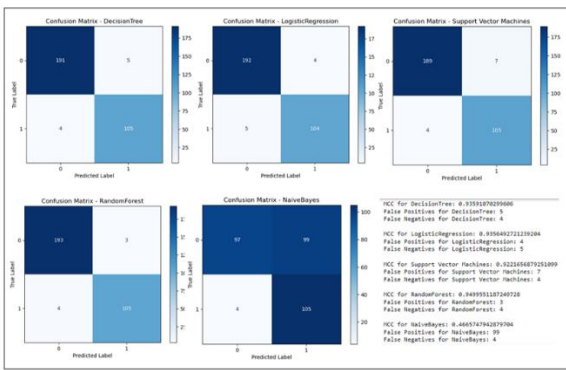 Confusion Matrix - DecisionTree
Confusion Matrix - LogisticRegression
Confusion Matrix - Support Vector Machines
True Label
0
191
5
1
4
105
0
1
Predicted Label
175
150
125
100
75
50
25
True Label
0
192
4
1
5
104
0
1
Predicted Label
True Label
0
189
7
1
4
105
0
1
Predicted Label
175
150
125
100
75
50
25
Confusion Matrix - RandomForest
Confusion Matrix - NaiveBayes
True Label
0
193
3
1
4
105
0
1
Predicted Label
0
97
99
1
4
105
0
1
Predicted Label
100
80
60
40
20
MCC for DecisionTree: 0.93591870299606
False Positives for DecisionTree: 5
False Negatives for DecisionTree: 4
MCC for LogisticRegression: 0.9356492721239204
False Positives for LogisticRegression: 4
False Negatives for LogisticRegression: 5
MCC for Support Vector Machines: 0.9221654879251099
False Positives for Support Vector Machines: 7
False Negatives for Support Vector Machines: 4
MCC for RandomForest: 0.9499551187249728
False Positives for RandomForest: 3
False Negatives for RandomForest: 4
MCC for NaiveBayes: 0.4665747942879704
False Positives for NaiveBayes: 99
False Negatives for NaiveBayes: 4